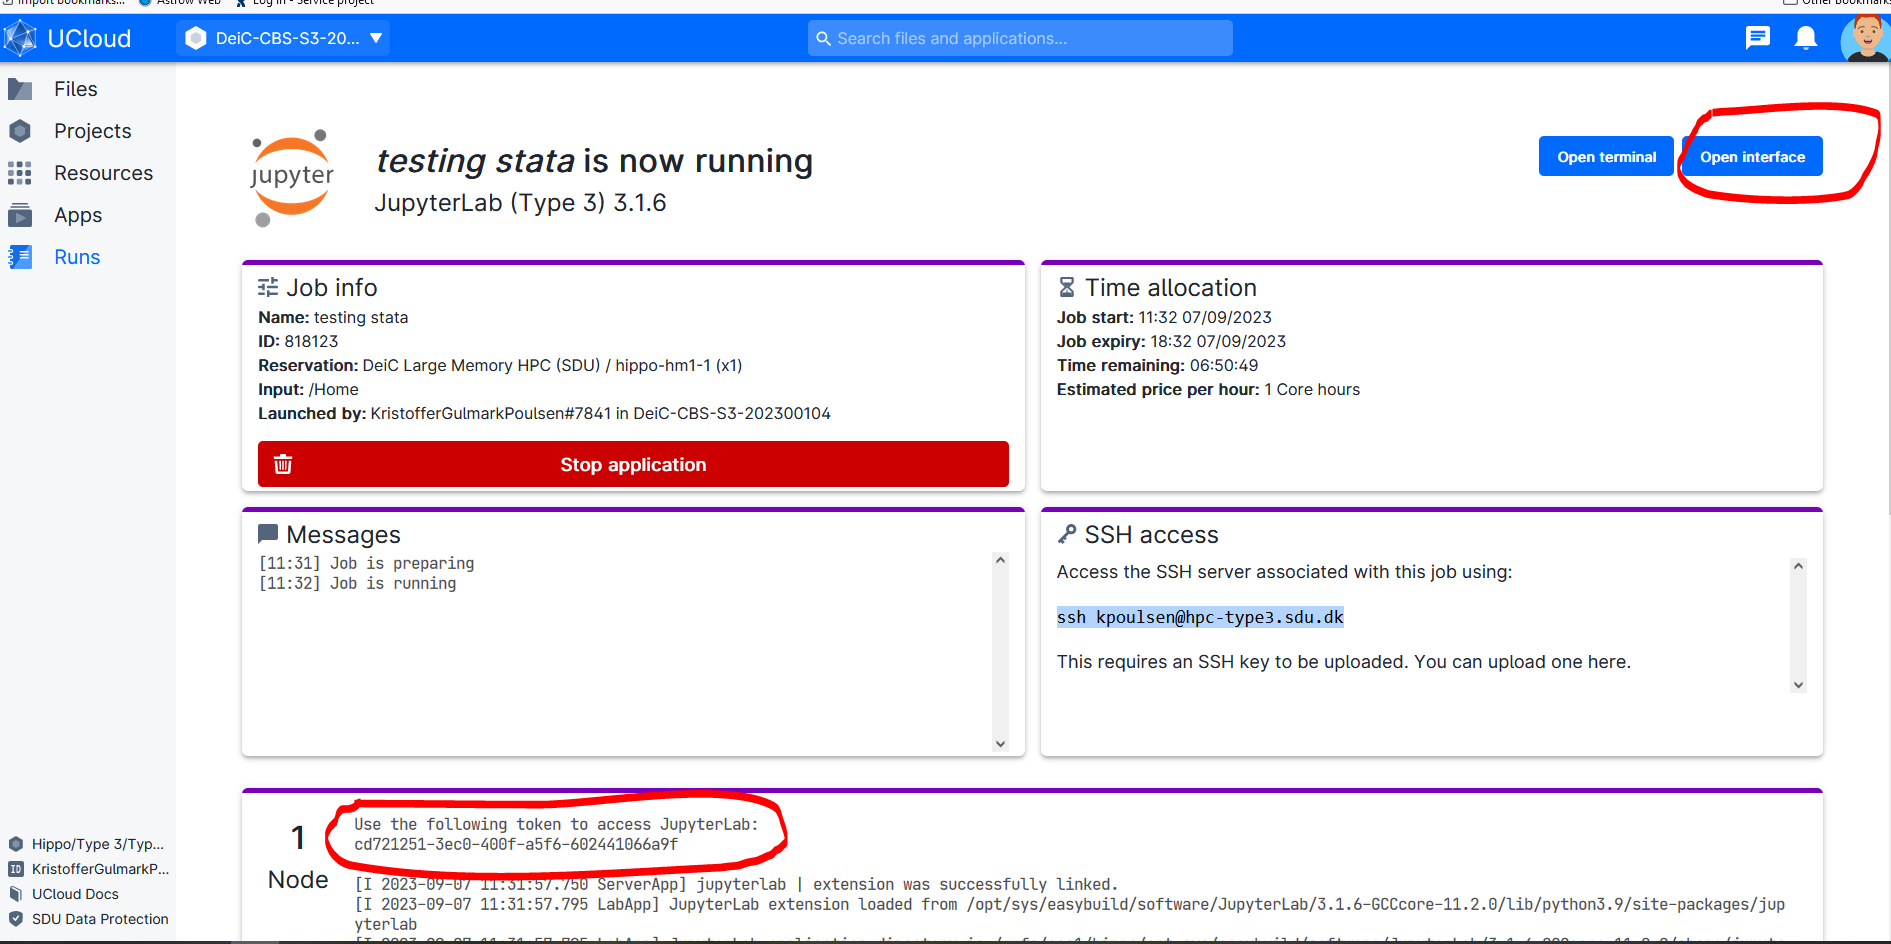 Import bookmarks...
Astrow Web
Log in - Service project
Other Bookmarks
UCloud
DeiC-CBS-S3-20...
Search files and applications...
Files
Projects
Resources
Apps
Runs
jupyter
testing stata is now running
JupyterLab (Type 3) 3.1.6
Open terminal
Open interface
Job info
Name: testing stata
ID: 818123
Reservation: DeiC Large Memory HPC (SDU) / hippo-hm1-1 (x1)
Input: /Home
Launched by: KristofferGulmarkPoulsen#7841 in DeiC-CBS-S3-202300104
Stop application
Time allocation
Job start: 11:32 07/09/2023
Job expiry: 18:32 07/09/2023
Time remaining: 06:50:49
Estimated price per hour: 1 Core hours
Messages
[11:31] Job is preparing
[11:32] Job is running
SSH access
Access the SSH server associated with this job using:
ssh kpoulsen@hpc-type3.sdu.dk
This requires an SSH key to be uploaded. You can upload one here.
1
Node
Use the following token to access JupyterLab:
cd721251-3ec0-400f-a5f6-602441066a9f
[I 2023-09-07 11:31:57.750 ServerApp] jupyterlab | extension was successfully linked.
[I 2023-09-07 11:31:57.795 LabApp] JupyterLab extension loaded from /opt/sys/easybuild/software/JupyterLab/3.1.6-GCCcore-11.2.0/lib/python3.9/site-packages/jup
yterlab
Hippo/Type 3/Typ...
ID
KristofferGulmarkP...
UCloud Docs
SDU Data Protection